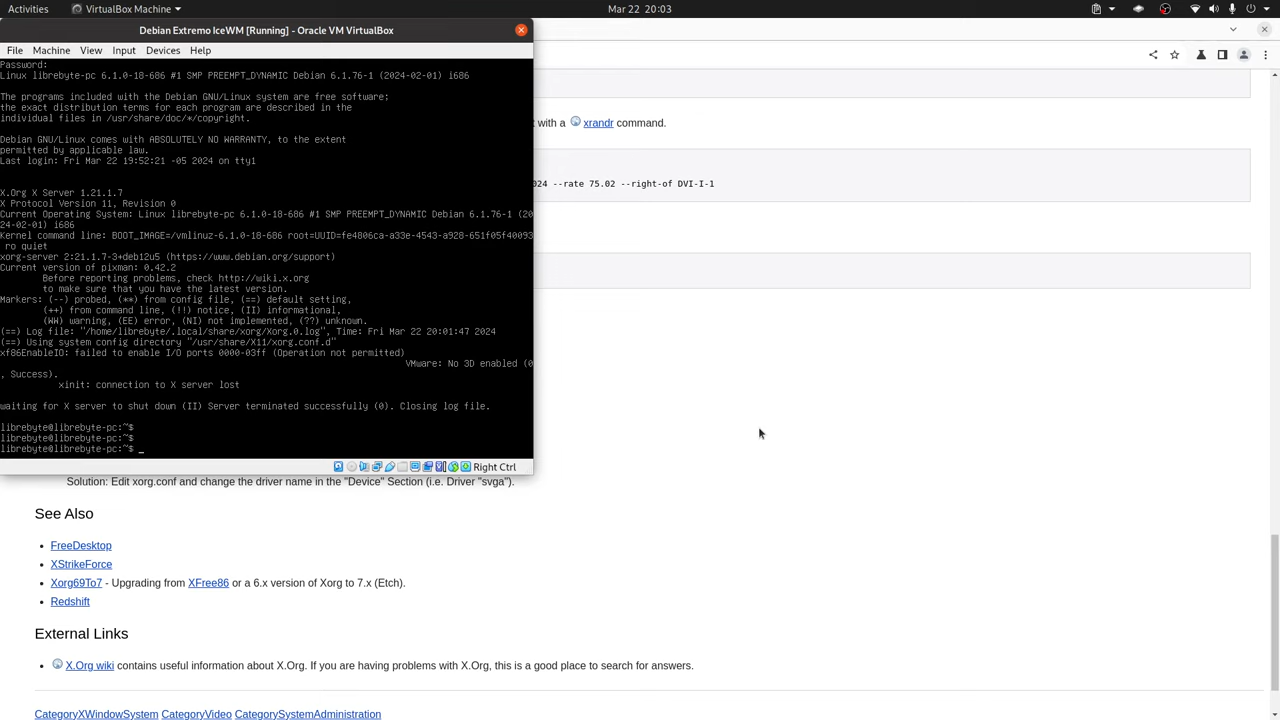 Activities
VirtualBox Machine
Mar 22 20:03
Debian Extremo IceWM [Running] - Oracle VM VirtualBox
File Machine View Input Devices Help
Password:
Linux librebyte-pc 6.1.0-18-686 #1 SMP PREEMPT_DYNAMIC Debian 6.1.76-1 (2024-02-01) i686
The programs included with the Debian GNU/Linux system are free software;
the exact distribution terms for each program are described in the
individual files in /usr/share/doc/*/copyright.
Debian GNU/Linux comes with ABSOLUTELY NO WARRANTY, to the extent
permitted by applicable law.
Last login: Fri Mar 22 19:52:21 -05 2024 on tty1
X.Org X Server 1.21.1.7
X Protocol Version 11, Revision 0
Current Operating System: Linux librebyte-pc 6.1.0-18-686 #1 SMP PREEMPT_DYNAMIC Debian 6.1.76-1 (20
24-02-01) i686
Kernel command line: BOOT_IMAGE=/vmlinuz-6.1.0-18-686 root=UUID=fe4806ca-a33e-4543-a928-651f05f40093
ro quiet
xorg-server 2:21.1.7-3+deb12u5 (https://www.debian.org/support)
Current version of pixman: 0.42.2
Before reporting problems, check http://wiki.x.org
to make sure that you have the latest version.
Markers: (--) probed, (**) from config file, (==) default setting,
(++) from command line, (!!) notice, (II) informational,
(WW) warning, (EE) error, (NI) not implemented, (??) unknown.
(==) Log file: "/home/librebyte/.local/share/xorg/Xorg.0.log", Time: Fri Mar 22 20:01:47 2024
(==) Using system config directory "/usr/share/X11/xorg.conf.d"
xf86EnableIO: failed to enable I/O ports 0000-03ff (Operation not permitted)
VMware: No 3D enabled (0
, Success).
xinit: connection to X server lost
waiting for X server to shut down (II) Server terminated successfully (0). Closing log file.
librebyte@librebyte-pc:~$
librebyte@librebyte-pc:~$
librebyte@librebyte-pc:~$ _
Right Ctrl
t with a xrandr command.
024 --rate 75.02 --right-of DVI-I-1
Solution: Edit xorg.conf and change the driver name in the "Device" Section (i.e. Driver "svga").
See Also
• FreeDesktop
• XStrikeForce
• Xorg69To7 - Upgrading from XFree86 or a 6.x version of Xorg to 7.x (Etch).
• Redshift
External Links
• X.Org wiki contains useful information about X.Org. If you are having problems with X.Org, this is a good place to search for answers.
CategoryXWindowSystem CategoryVideo CategorySystemAdministration